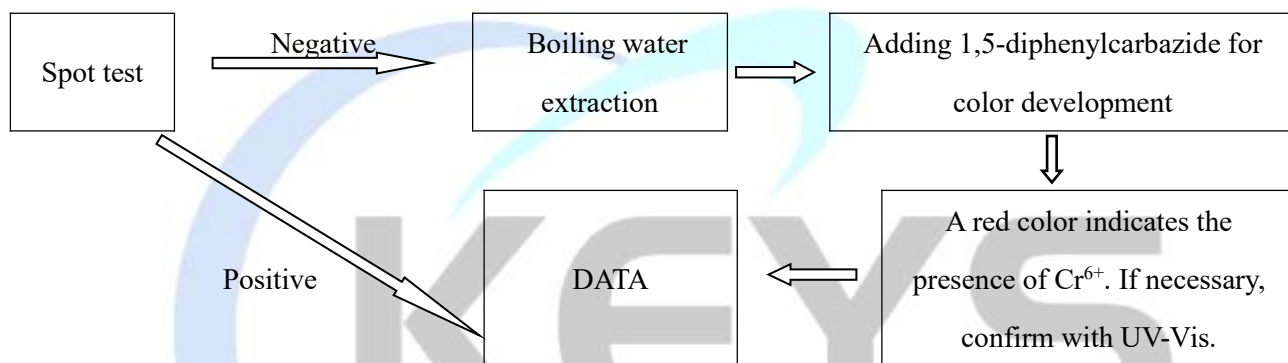 Spot test
Negative
Boiling water
extraction
Adding 1,5-diphenylcarbazide for
color development
A red color indicates the
presence of Cr⁶⁺. If necessary,
confirm with UV-Vis.
DATA
Positive
KEYS